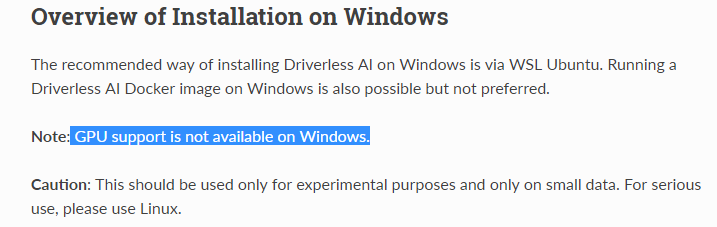 Overview of Installation on Windows
The recommended way of installing Driverless AI on Windows is via WSL Ubuntu. Running a
Driverless AI Docker image on Windows is also possible but not preferred.
Note: GPU support is not available on Windows.
Caution: This should be used only for experimental purposes and only on small data. For serious
use, please use Linux.